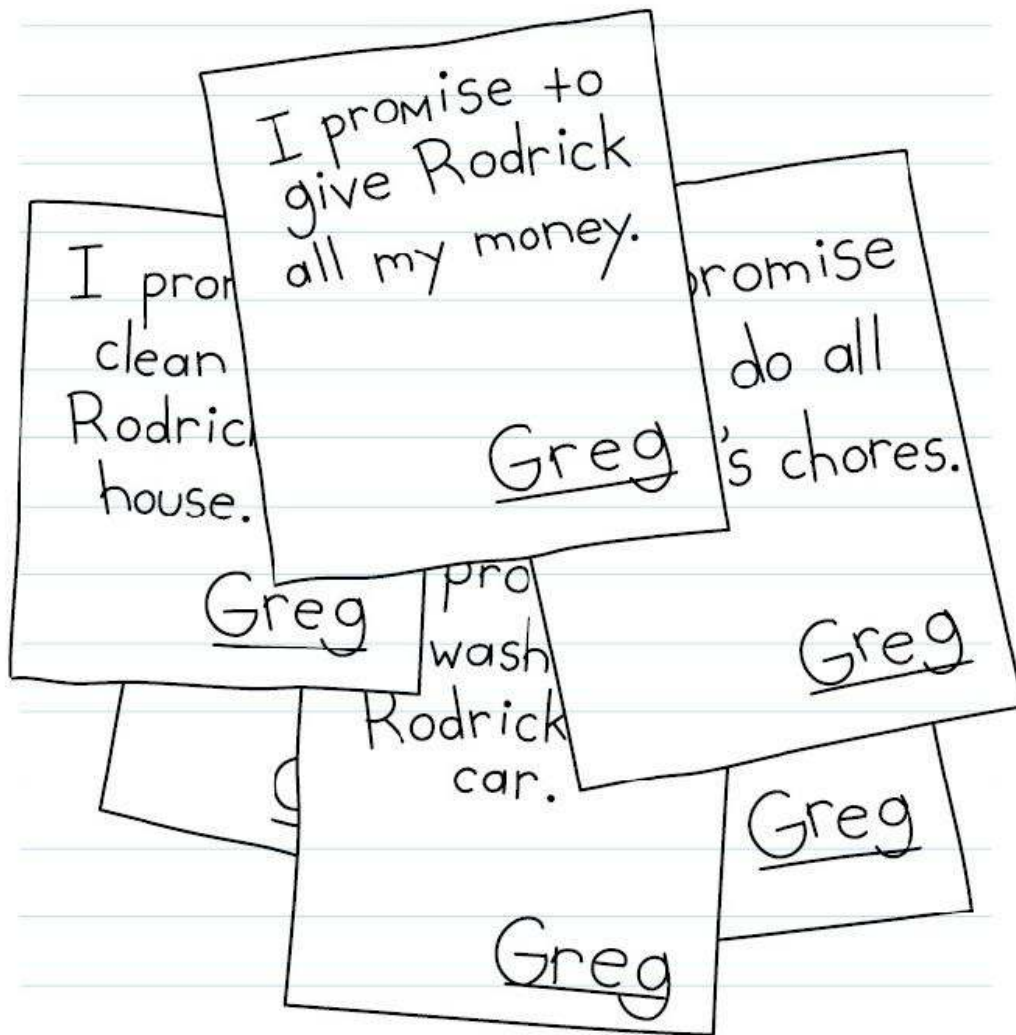 I promise to
give Rodrick
all my money.
Greg
I pro
clean
Rodric
house.
Greg
promise
do all
's chores.
Greg
pro
wash
Rodrick
car.
Greg
Greg